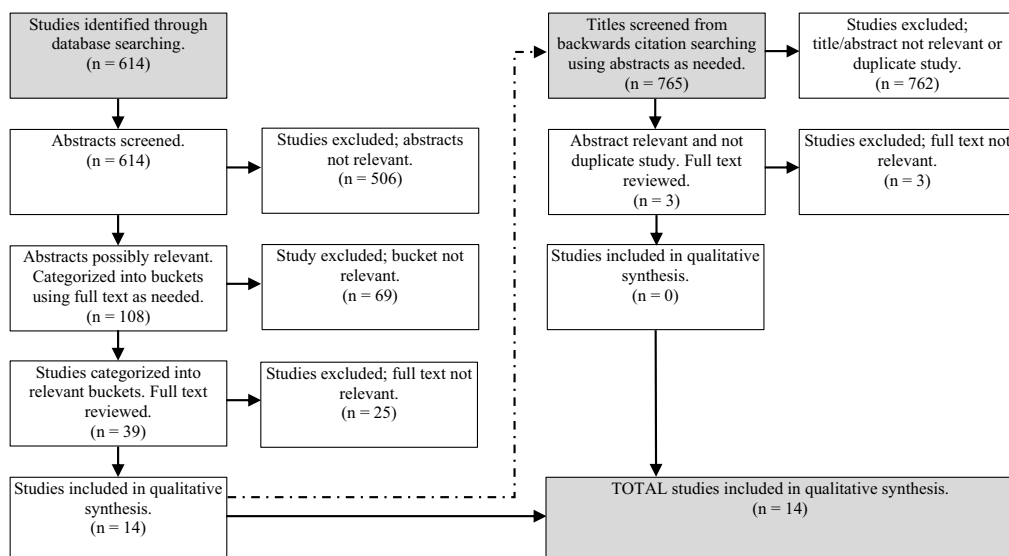 Studies identified through
database searching.
(n = 614)
Abstracts screened.
(n = 614)
Studies excluded; abstracts
not relevant.
(n = 506)
Abstracts possibly relevant.
Categorized into buckets
using full text as needed.
(n = 108)
Study excluded; bucket not
relevant.
(n = 69)
Studies categorized into
relevant buckets. Full text
reviewed.
(n = 39)
Studies excluded; full text not
relevant.
(n = 25)
Studies included in qualitative
synthesis.
(n = 14)
Titles screened from
backwards citation searching
using abstracts as needed.
(n = 765)
Studies excluded;
title/abstract not relevant or
duplicate study.
(n = 762)
Abstract relevant and not
duplicate study. Full text
reviewed.
(n = 3)
Studies excluded; full text not
relevant.
(n = 3)
Studies included in qualitative
synthesis.
(n = 0)
TOTAL studies included in qualitative synthesis.
(n = 14)